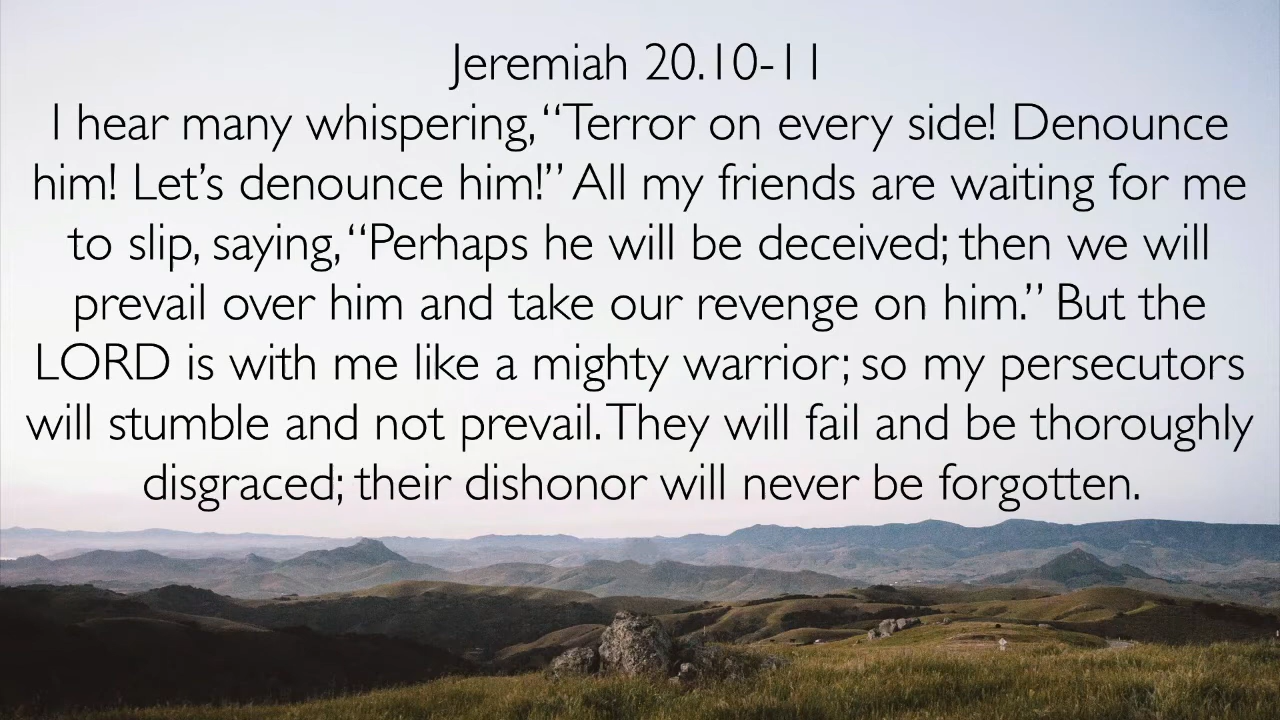 Jeremiah 20.10-11
I hear many whispering, “Terror on every side! Denounce
him! Let’s denounce him!” All my friends are waiting for me
to slip, saying, “Perhaps he will be deceived; then we will
prevail over him and take our revenge on him.” But the
LORD is with me like a mighty warrior; so my persecutors
will stumble and not prevail. They will fail and be thoroughly
disgraced; their dishonor will never be forgotten.